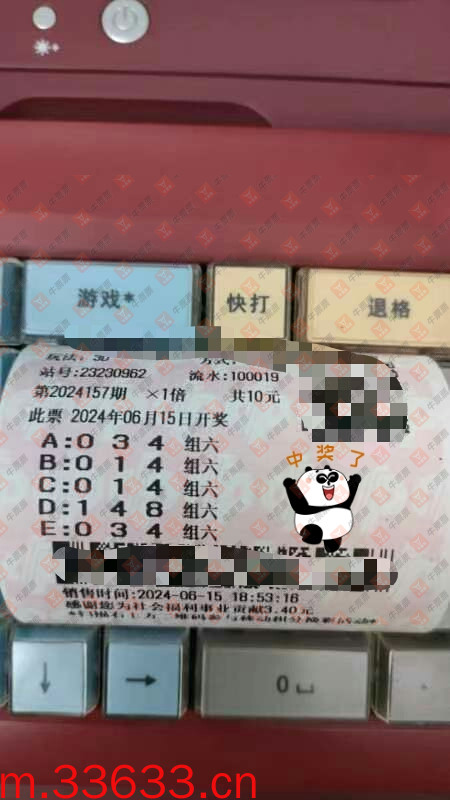 游戏*
快打
退格
玩法: 3D
站号:23230962 流水:100019
第2024157期 ×1倍 共10元
此票 2024年06月15日开奖
A:0 3 4 组六
B:0 1 4 组六
C:0 1 4 组六
D:1 4 8 组六
E:0 3 4 组六
中奖了
销售时间:2024-06-15 18:53:16
感谢您为社会福利事业贡献3.40元
↓
→
0
m.33633.cn